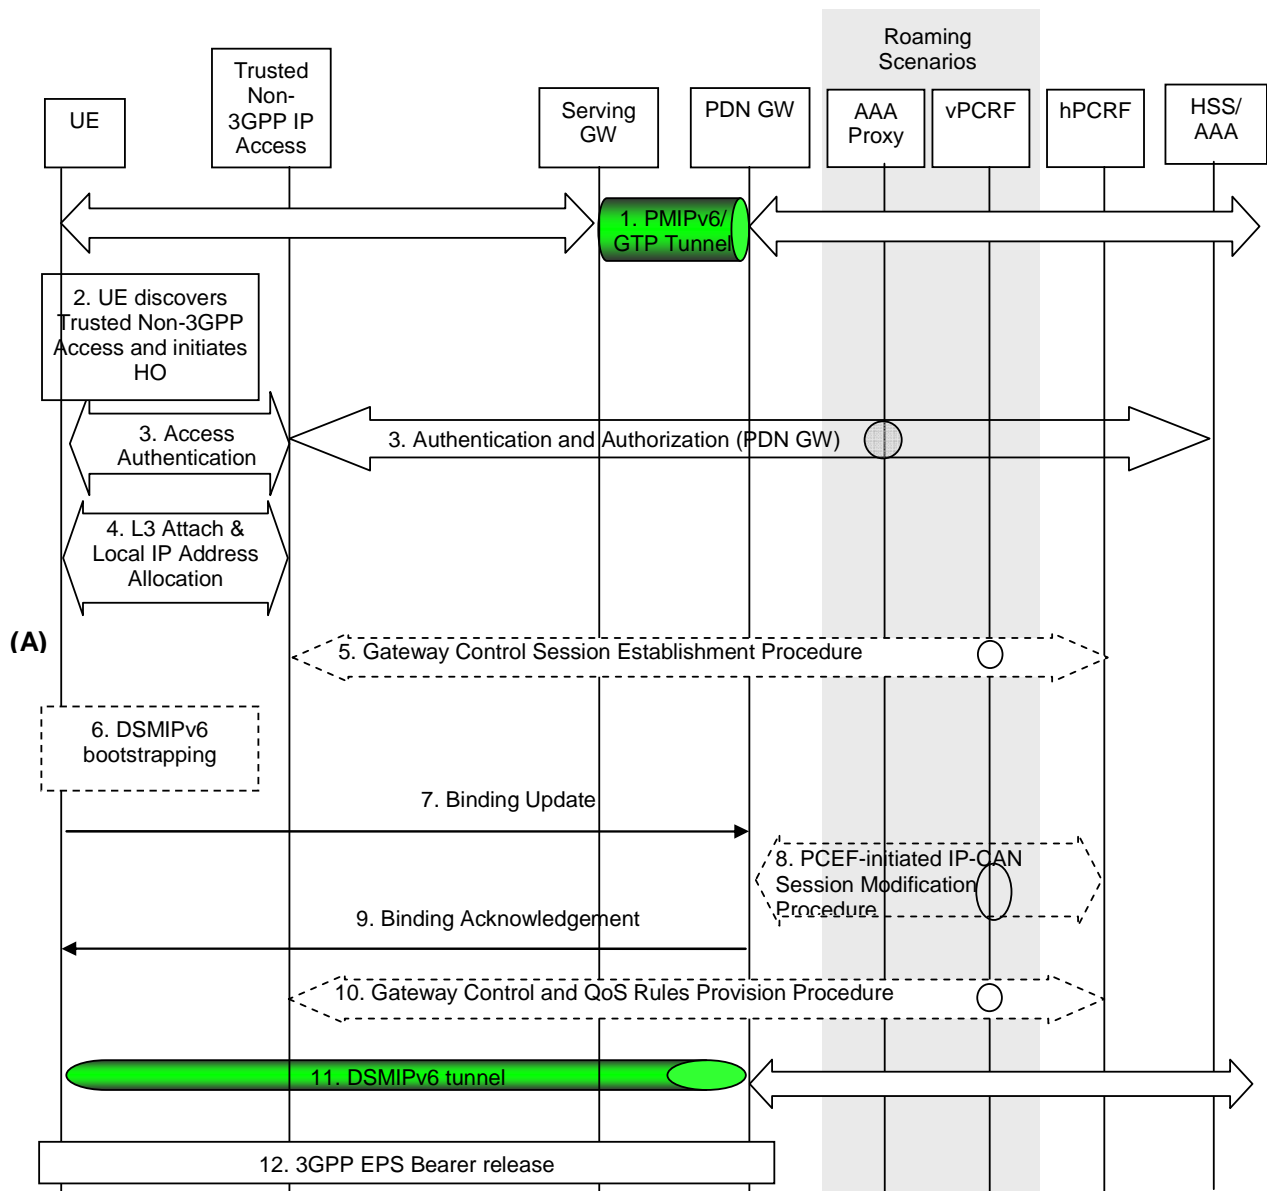 Roaming
Scenarios
UE
Trusted
Non-
3GPP IP
Access
Serving
GW
PDN GW
AAA
Proxy
vPCRF
hPCRF
HSS/
AAA
1. PMIPv6/
GTP Tunnel
2. UE discovers
Trusted Non-3GPP
Access and initiates
HO
3. Access
Authentication
3. Authentication and Authorization (PDN GW)
4. L3 Attach &
Local IP Address
Allocation
(A)
5. Gateway Control Session Establishment Procedure
6. DSMIPv6
bootstrapping
7. Binding Update
8. PCEF-initiated IP-CAN
Session Modification
Procedure
9. Binding Acknowledgement
10. Gateway Control and QoS Rules Provision Procedure
11. DSMIPv6 tunnel
12. 3GPP EPS Bearer release